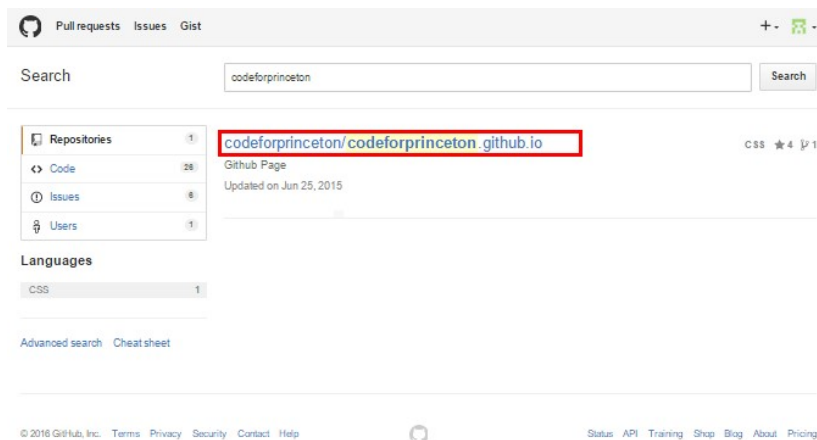 Pull requests Issues Gist
Search
codeforprinceton
Search
Repositories 1
Code 26
Issues 6
Users 1
Languages
CSS 1
Advanced search Cheat sheet
codeforprinceton/codeforprinceton.github.io
CSS 4 1
Github Page
Updated on Jun 25, 2015
© 2016 GitHub, Inc. Terms Privacy Security Contact Help
Status API Training Shop Blog About Pricing